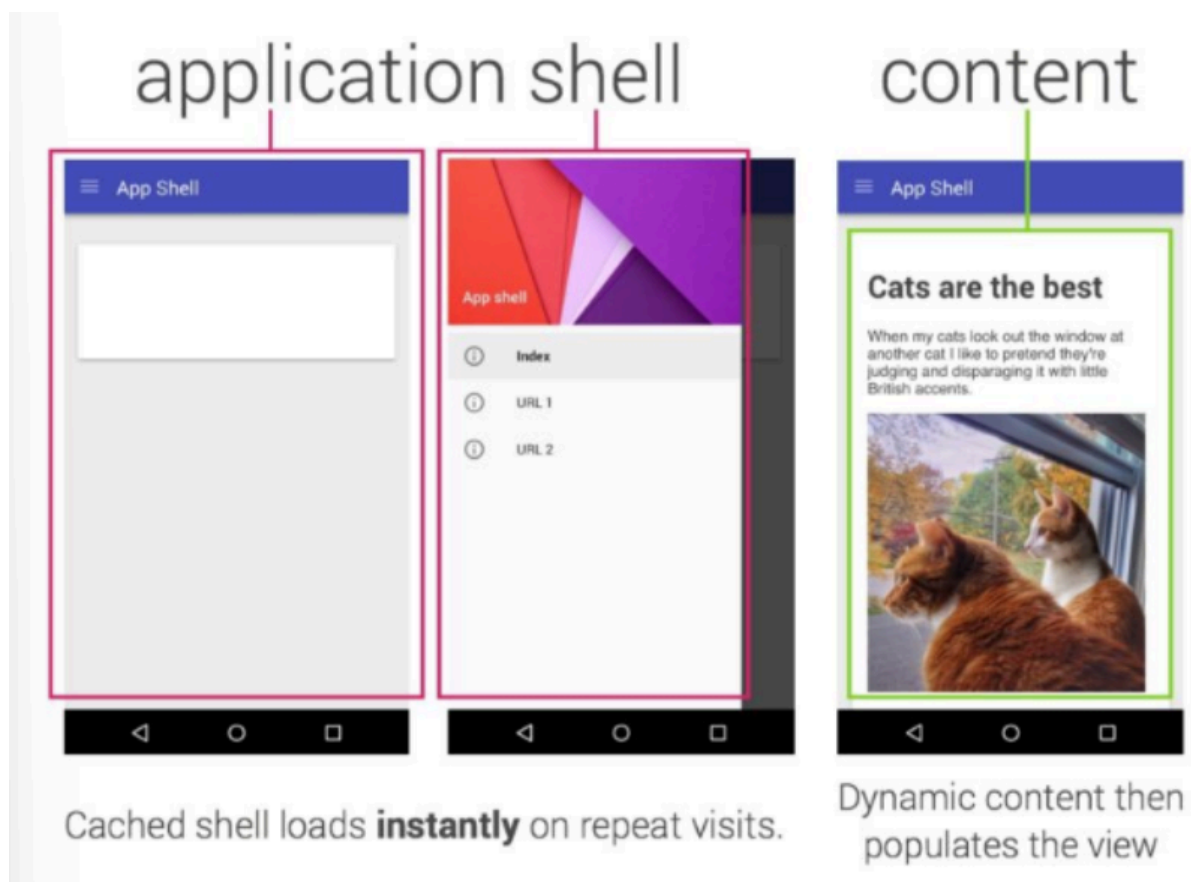 application shell
content
App Shell
App shell
Index
URL 1
URL 2
App Shell
Cats are the best
When my cats look out the window at
another cat I like to pretend they're
judging and disparaging it with little
British accents.
Cached shell loads instantly on repeat visits.
Dynamic content then
populates the view